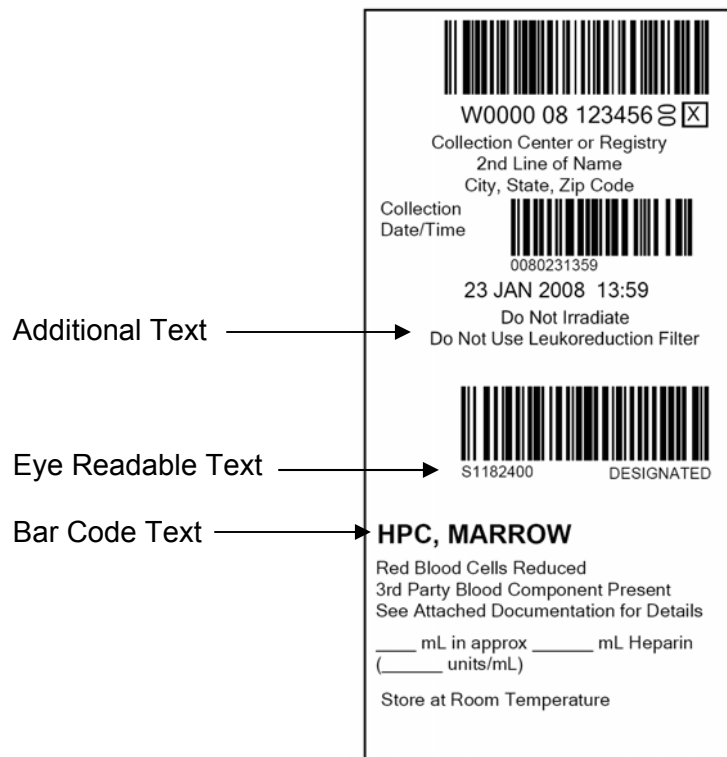 W0000 08 123456 00 X
Collection Center or Registry
2nd Line of Name
City, State, Zip Code
Collection
Date/Time
0080231359
23 JAN 2008 13:59
Additional Text
Do Not Irradiate
Do Not Use Leukoreduction Filter
Eye Readable Text
S1182400 DESIGNATED
Bar Code Text
HPC, MARROW
Red Blood Cells Reduced
3rd Party Blood Component Present
See Attached Documentation for Details
____ mL in approx ______ mL Heparin
(______ units/mL)
Store at Room Temperature